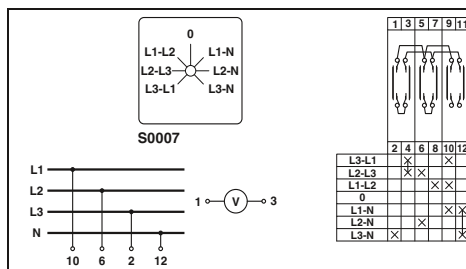 0
L1-L2 L1-N
L2-L3 L2-N
L3-L1 L3-N
S0007
L1
L2
L3
N
10 6 2 12
1 V 3
1 3 5 7 9 11
2 4 6 8 10 12
L3-L1
L2-L3
L1-L2
0
L1-N
L2-N
L3-N